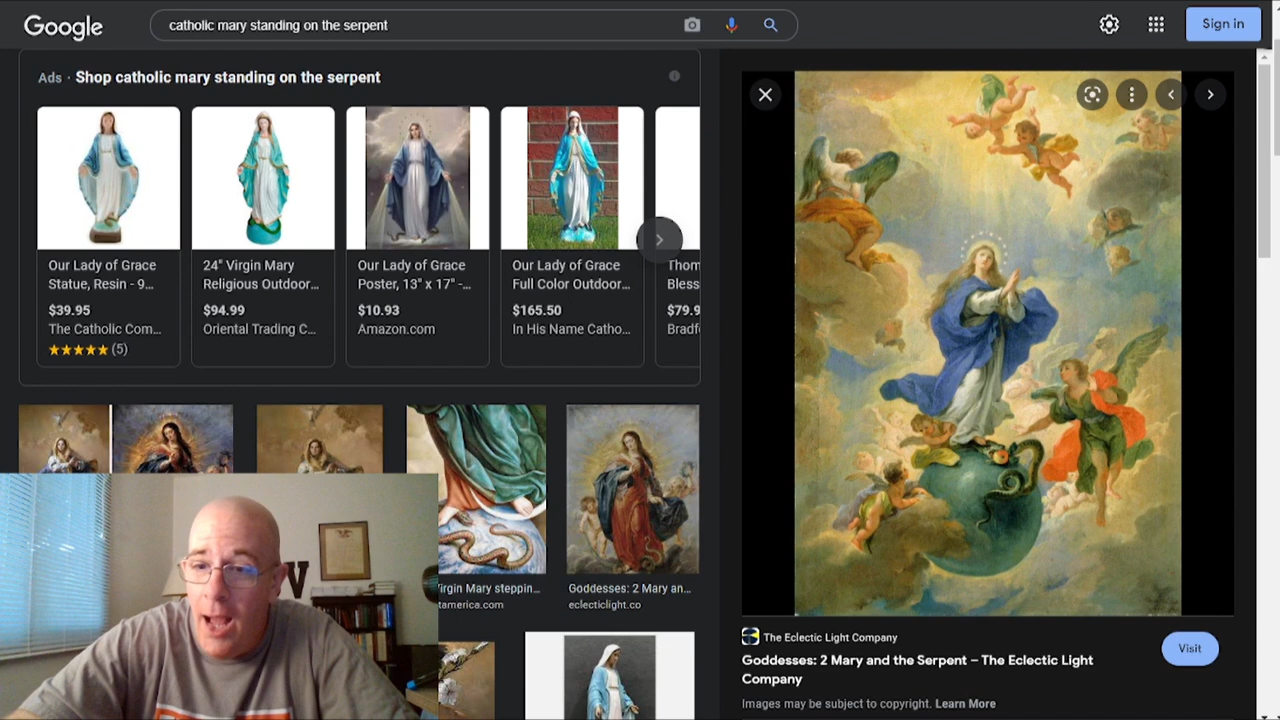 Google
catholic mary standing on the serpent
Sign in
Ads · Shop catholic mary standing on the serpent
Our Lady of Grace
Statue, Resin - 9...
$39.95
The Catholic Com...
(5)
24" Virgin Mary
Religious Outdoor...
$94.99
Oriental Trading C...
Our Lady of Grace
Poster, 13" x 17" -...
$10.93
Amazon.com
Our Lady of Grace
Full Color Outdoor...
$165.50
In His Name Catho...
Thom
Bless
$79.9
Bradf
Virgin Mary steppin...
tamerica.com
Goddesses: 2 Mary an...
eclecticlight.co
V
The Eclectic Light Company
Goddesses: 2 Mary and the Serpent – The Eclectic Light
Company
Visit
Images may be subject to copyright. Learn More